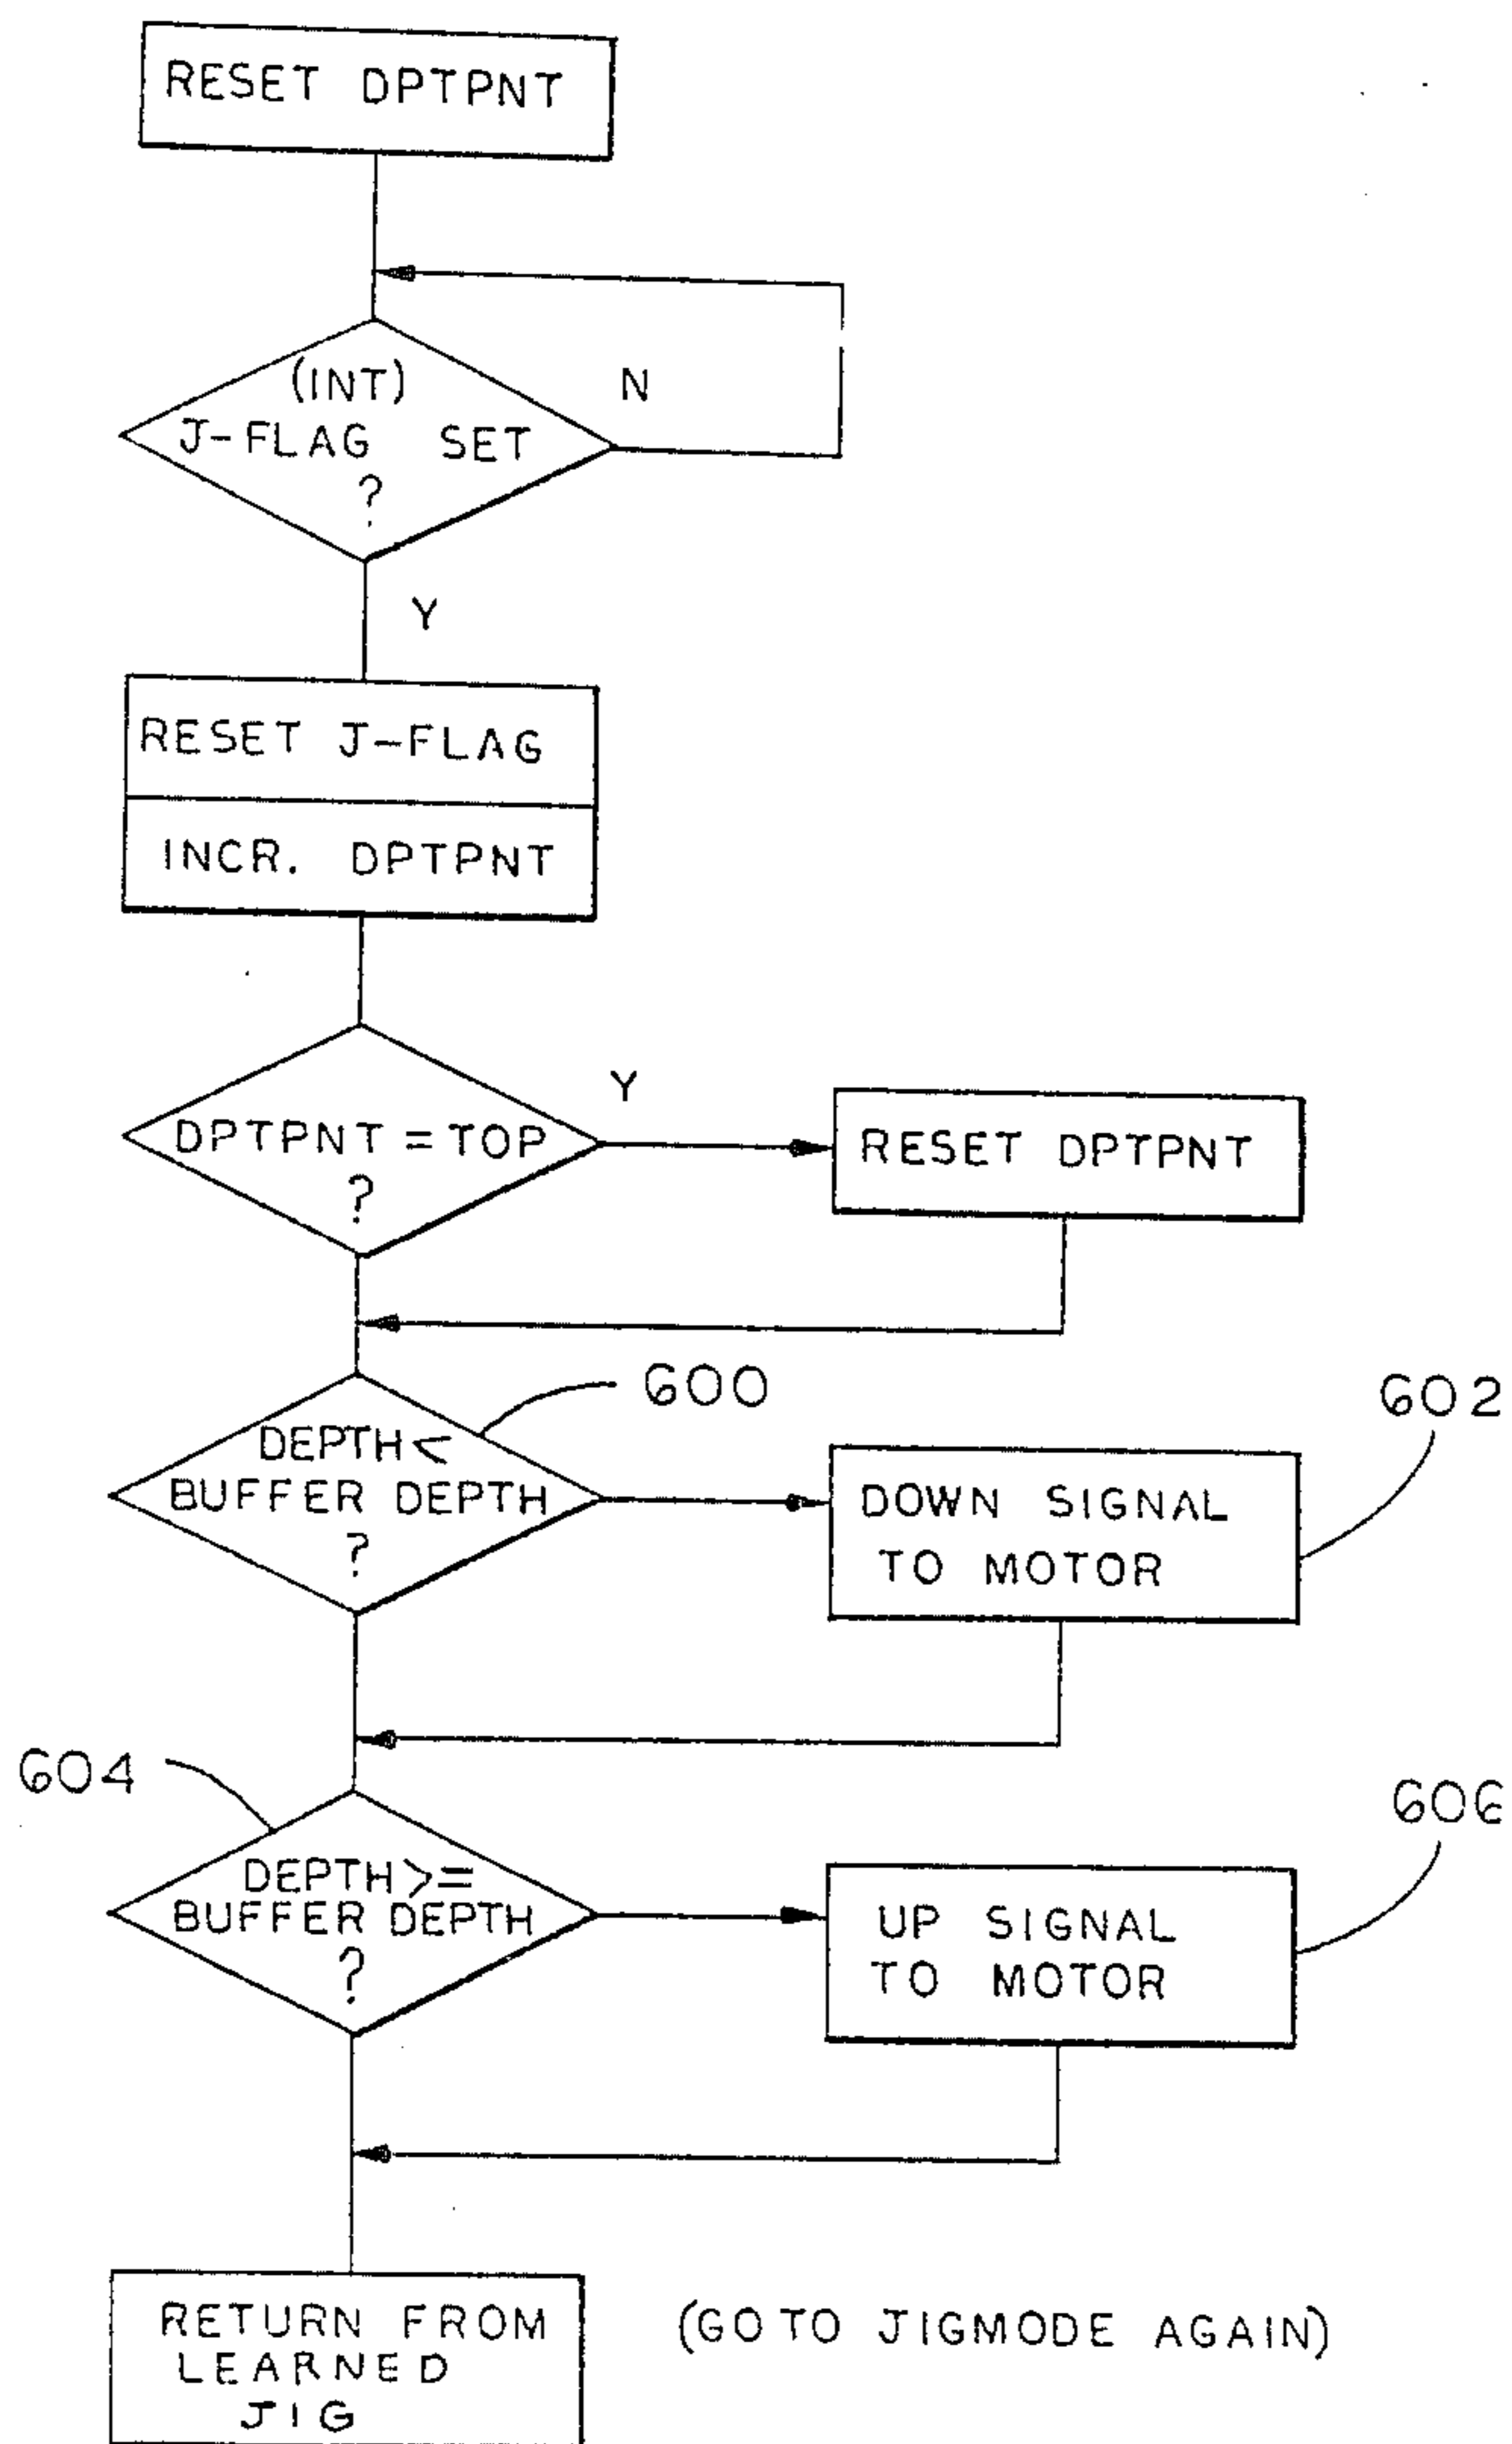 RESET DPTPNT
(INT)
J-FLAG SET
?
N
Y
RESET J-FLAG
INCR. DPTPNT
DPTPNT = TOP
?
Y
RESET DPTPNT
600
DEPTH <
BUFFER DEPTH
?
602
DOWN SIGNAL
TO MOTOR
604
DEPTH >=
BUFFER DEPTH
?
606
UP SIGNAL
TO MOTOR
RETURN FROM
LEARNED
JIG
(GO TO JIGMODE AGAIN)